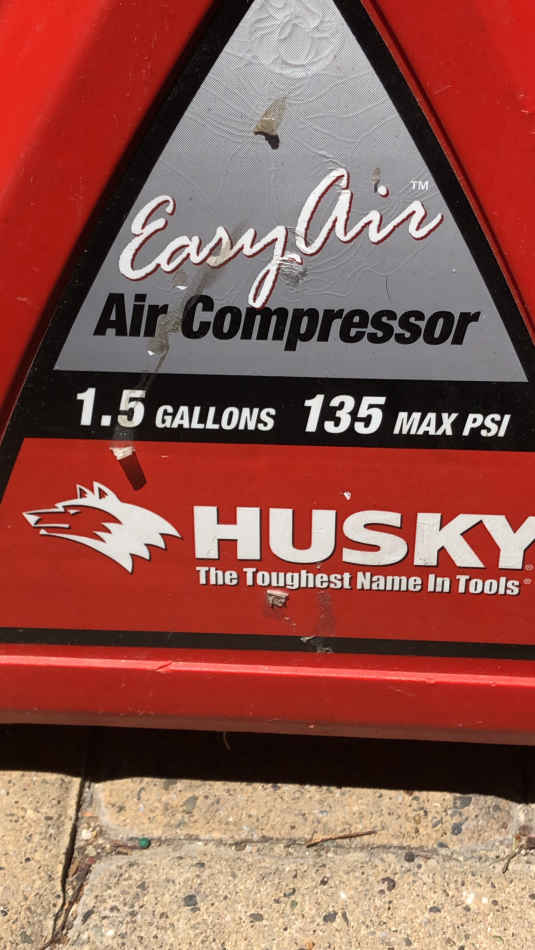 EasyAir™
Air Compressor
1.5 GALLONS 135 MAX PSI
HUSKY®
The Toughest Name In Tools®